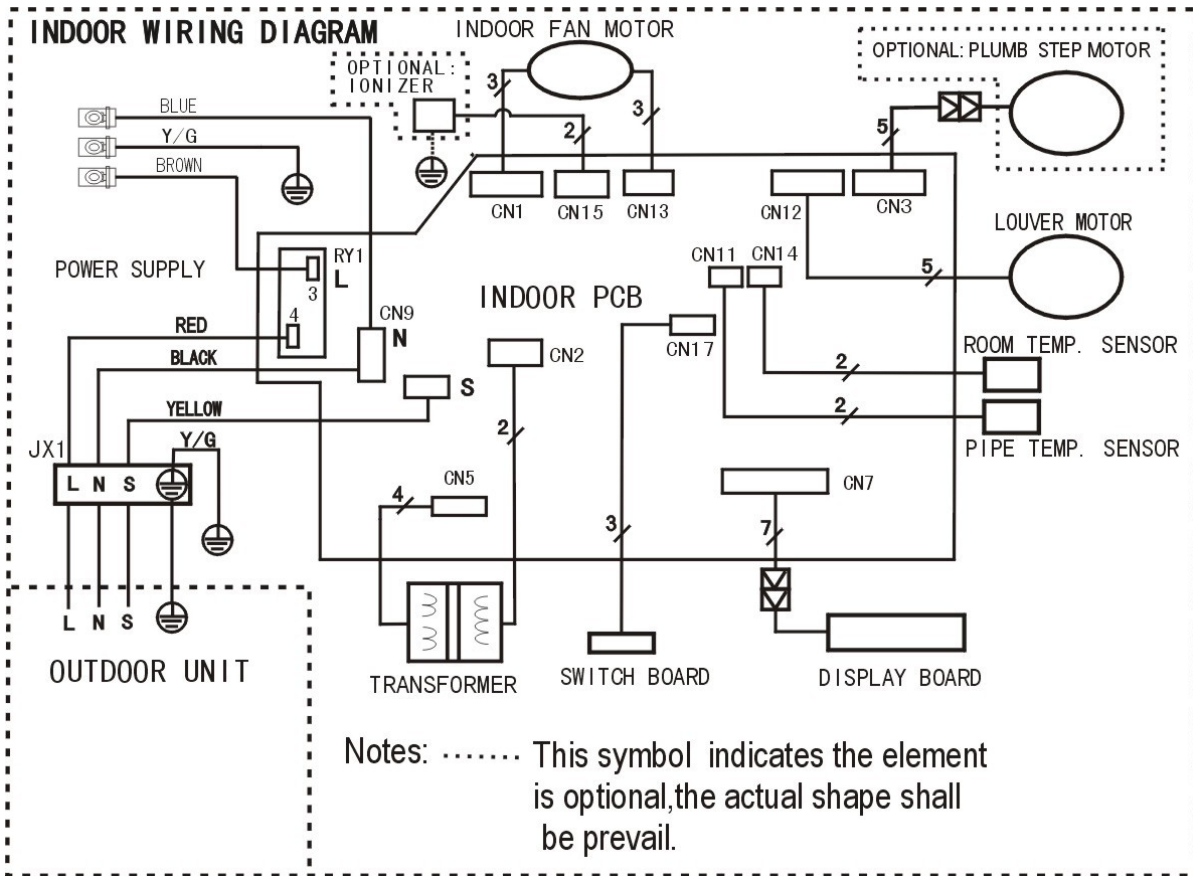 INDOOR WIRING DIAGRAM
INDOOR FAN MOTOR
OPTIONAL: PLUMB STEP MOTOR
OPTIONAL:
IONIZER
BLUE
Y/G
BROWN
3
3
2
5
CN1
CN15
CN13
CN12
CN3
LOUVER MOTOR
POWER SUPPLY
RY1
L
3
4
CN11
CN14
5
INDOOR PCB
CN9
N
RED
BLACK
CN2
CN17
ROOM TEMP. SENSOR
2
S
YELLOW
2
2
PIPE TEMP. SENSOR
JX1
Y/G
L N S
4
CN5
CN7
3
7
L N S
OUTDOOR UNIT
TRANSFORMER
SWITCH BOARD
DISPLAY BOARD
Notes: ······· This symbol indicates the element
is optional,the actual shape shall
be prevail.